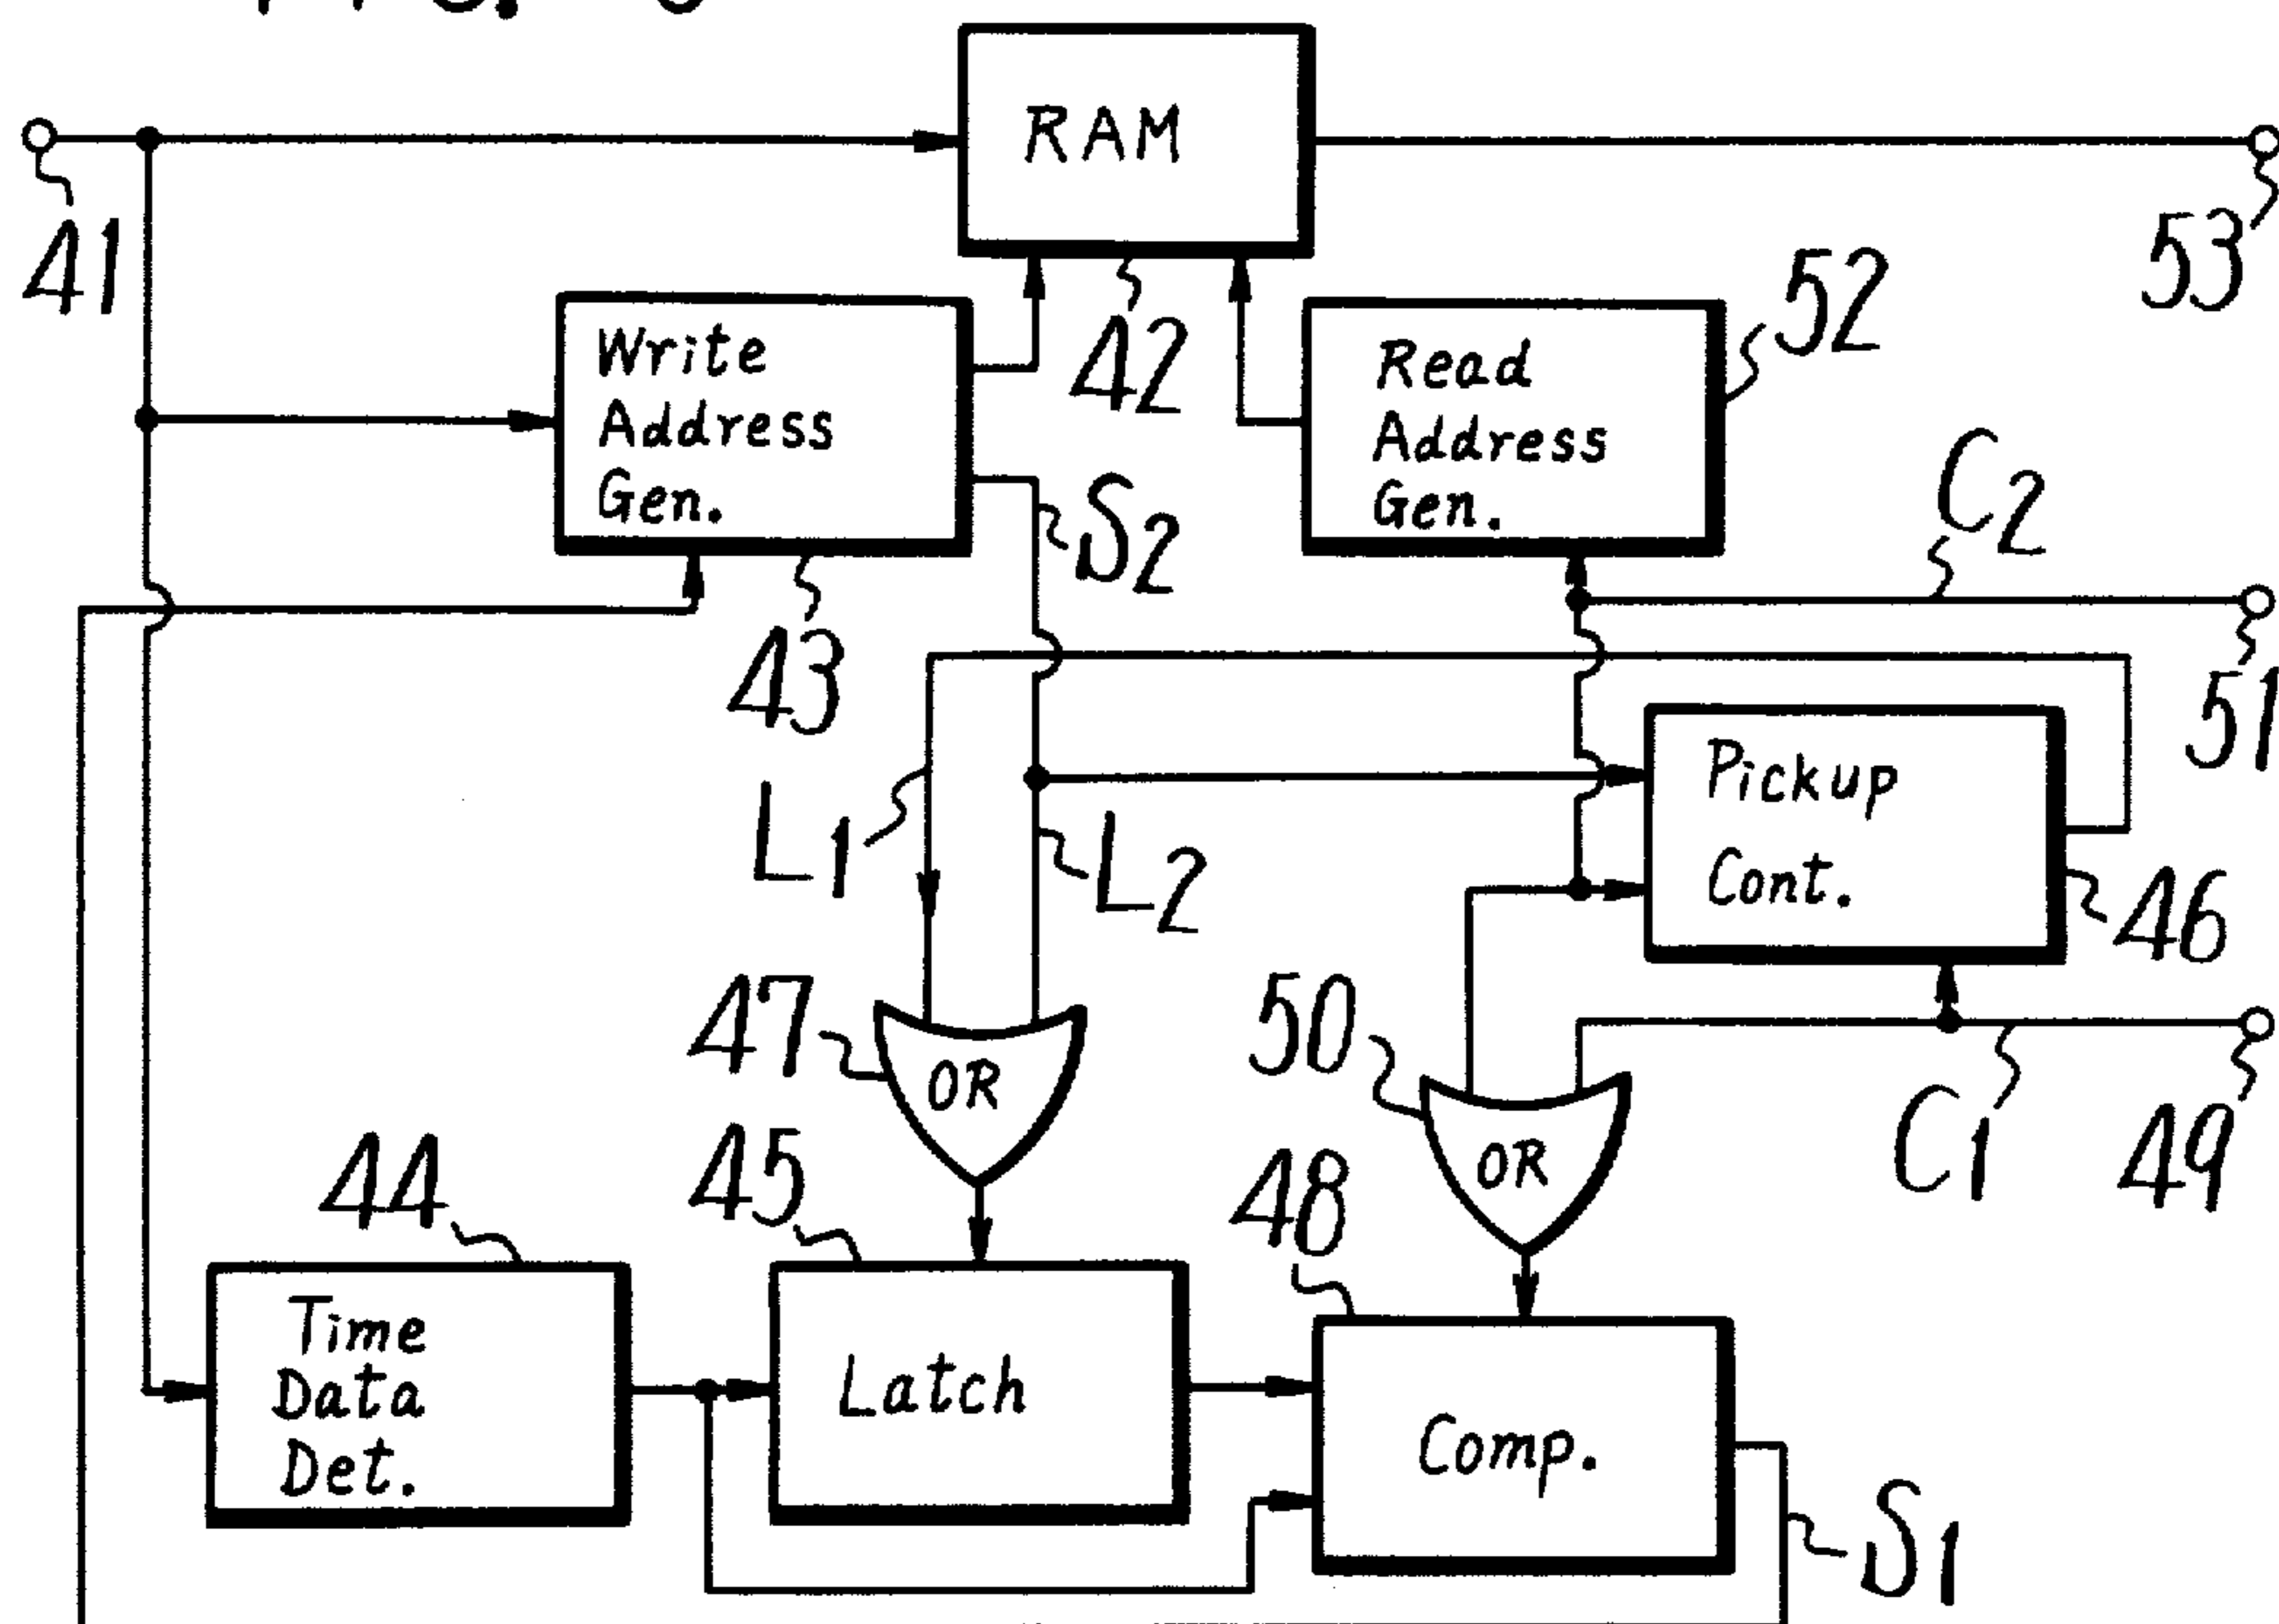 RAM
41
53
52
42
Write
Address
Gen.
Read
Address
Gen.
C2
S2
43
51
Pickup
Cont.
L1
L2
46
47
OR
50
OR
C1
49
44
45
48
Time
Data
Det.
Latch
Comp.
S1